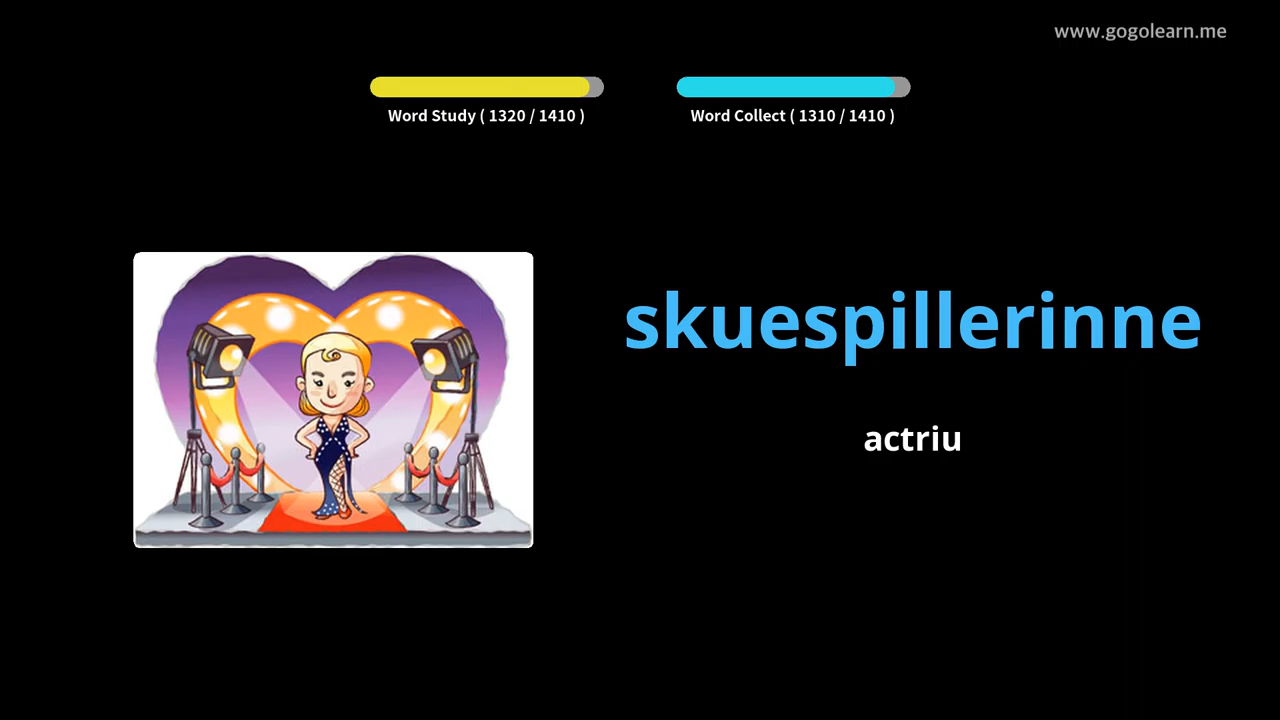 www.gogolearn.me
Word Study ( 1320 / 1410 )
Word Collect ( 1310 / 1410 )
skuespillerinne
actriu